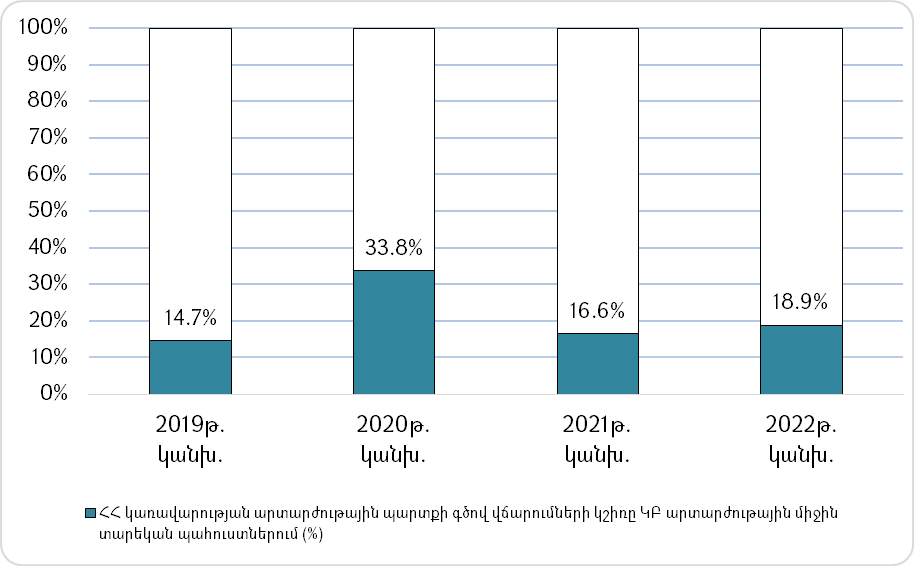 100%
90%
80%
70%
60%
50%
40%
30%
20%
10%
0%
14.7%
33.8%
16.6%
18.9%
2019թ. կանխ.
2020թ. կանխ.
2021թ. կանխ.
2022թ. կանխ.
ՀՀ կառավարության արտարժութային պարտքի գծով վճարումների կշիռը ԿԲ արտարժութային միջին
տարեկան պահուստներում (%)